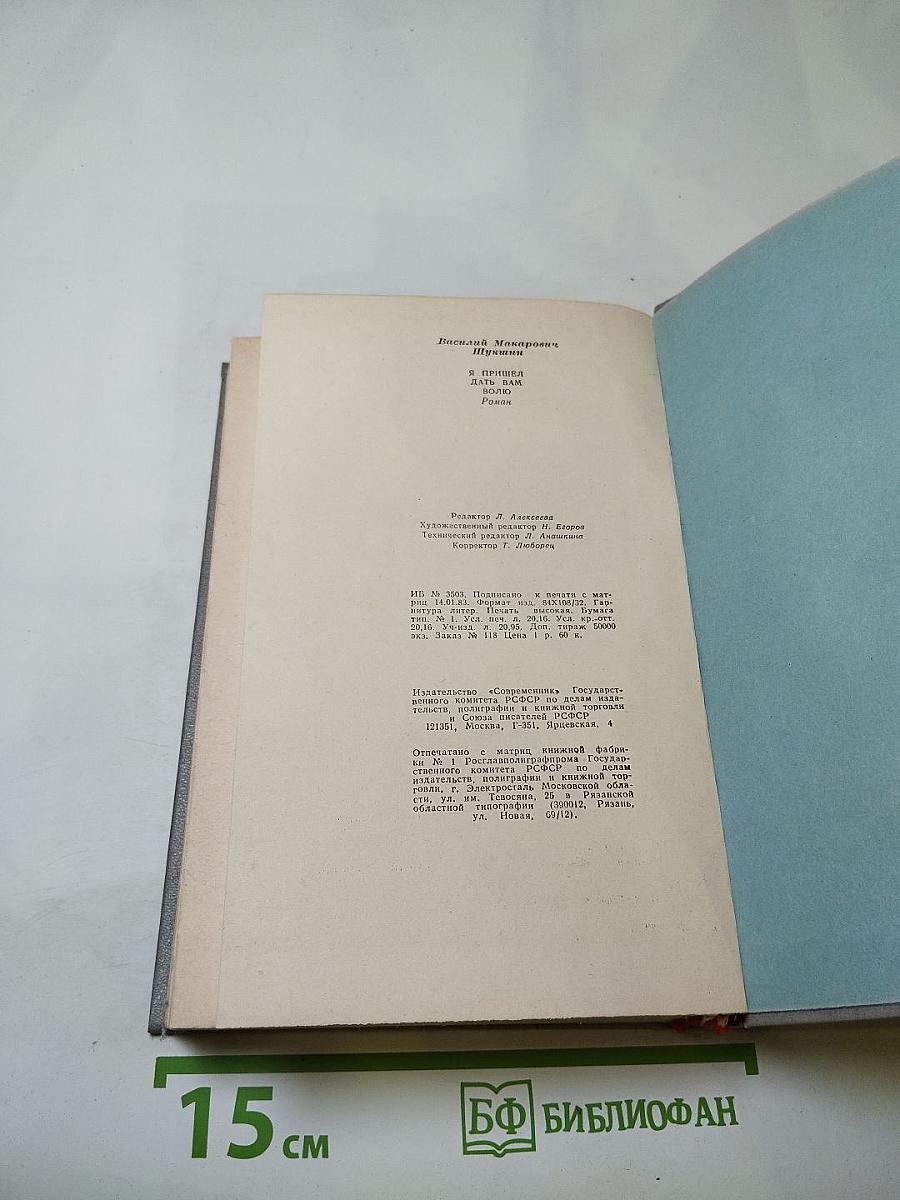 Василий Макарович
Шукшин
Я ПРИШЕЛ
ДАТЬ ВАМ
ВОЛЮ
Роман
Редактор Л. Алексеева
Художественный редактор Н. Егоров
Технический редактор Л. Анашкина
Корректор Т. Люборец
ИБ № 3503. Подписано к печати с мат-
риц 14.01.83. Формат изд. 84X108/32. Гар-
нитура литер. Печать высокая. Бумага
тип. № 1. Усл. печ. л. 20,16. Усл. кр.-отт.
20,16. Уч-изд. л. 20,95. Доп. тираж 50000
экз. Заказ № 118 Цена 1 р. 60 к.
Издательство «Современник» Государст-
венного комитета РСФСР по делам изда-
тельств, полиграфии и книжной торговли
и Союза писателей РСФСР
121351, Москва, Г-351, Ярцевская, 4
Отпечатано с матриц книжной фабри-
ки № 1 Росглавполиграфпрома Государ-
ственного комитета РСФСР по делам
издательств, полиграфии и книжной тор-
говли, г. Электросталь Московской обла-
сти, ул. им. Тевосяна, 25 в Рязанской
областной типографии (390012, Рязань,
ул. Новая, 69/12).
15 см
БФ БИБЛИОФАН